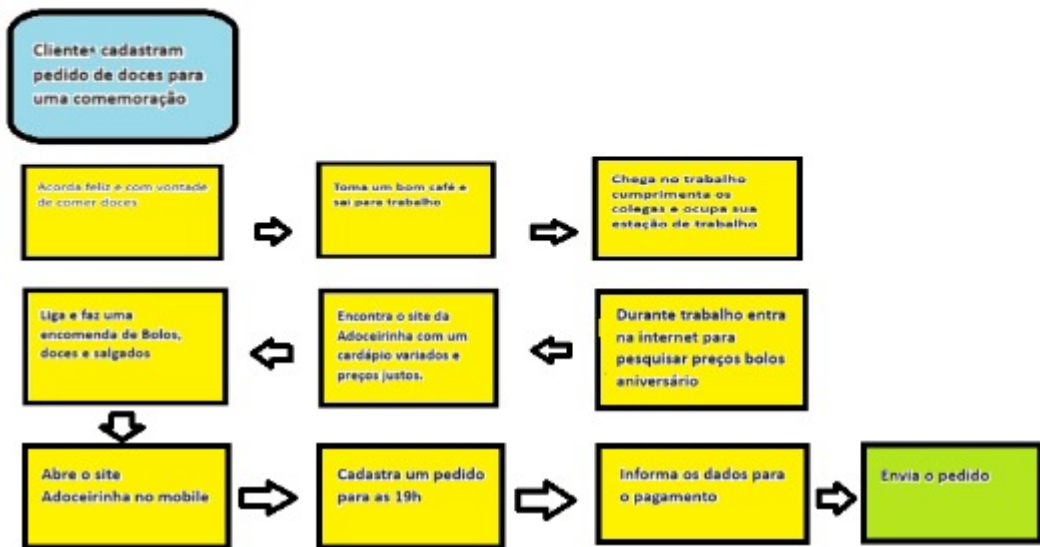 Cliente* cadastram
pedido de doces para
uma comemoração
Acorda feliz e com vontade
de comer doces
Toma um bom café e
sai para trabalho
Chega no trabalho
cumprimenta os
colegas e ocupa sua
estação de trabalho
Liga e faz uma
encomenda de Bolos,
doces e salgados
Encontra o site da
Adoceirinha com um
cardápio variados e
preços justos.
Durante trabalho entra
na internet para
pesquisar preços bolos
aniversário
Abre o site
Adoceirinha no mobile
Cadastra um pedido
para as 19h
Informa os dados para
o pagamento
Envia o pedido